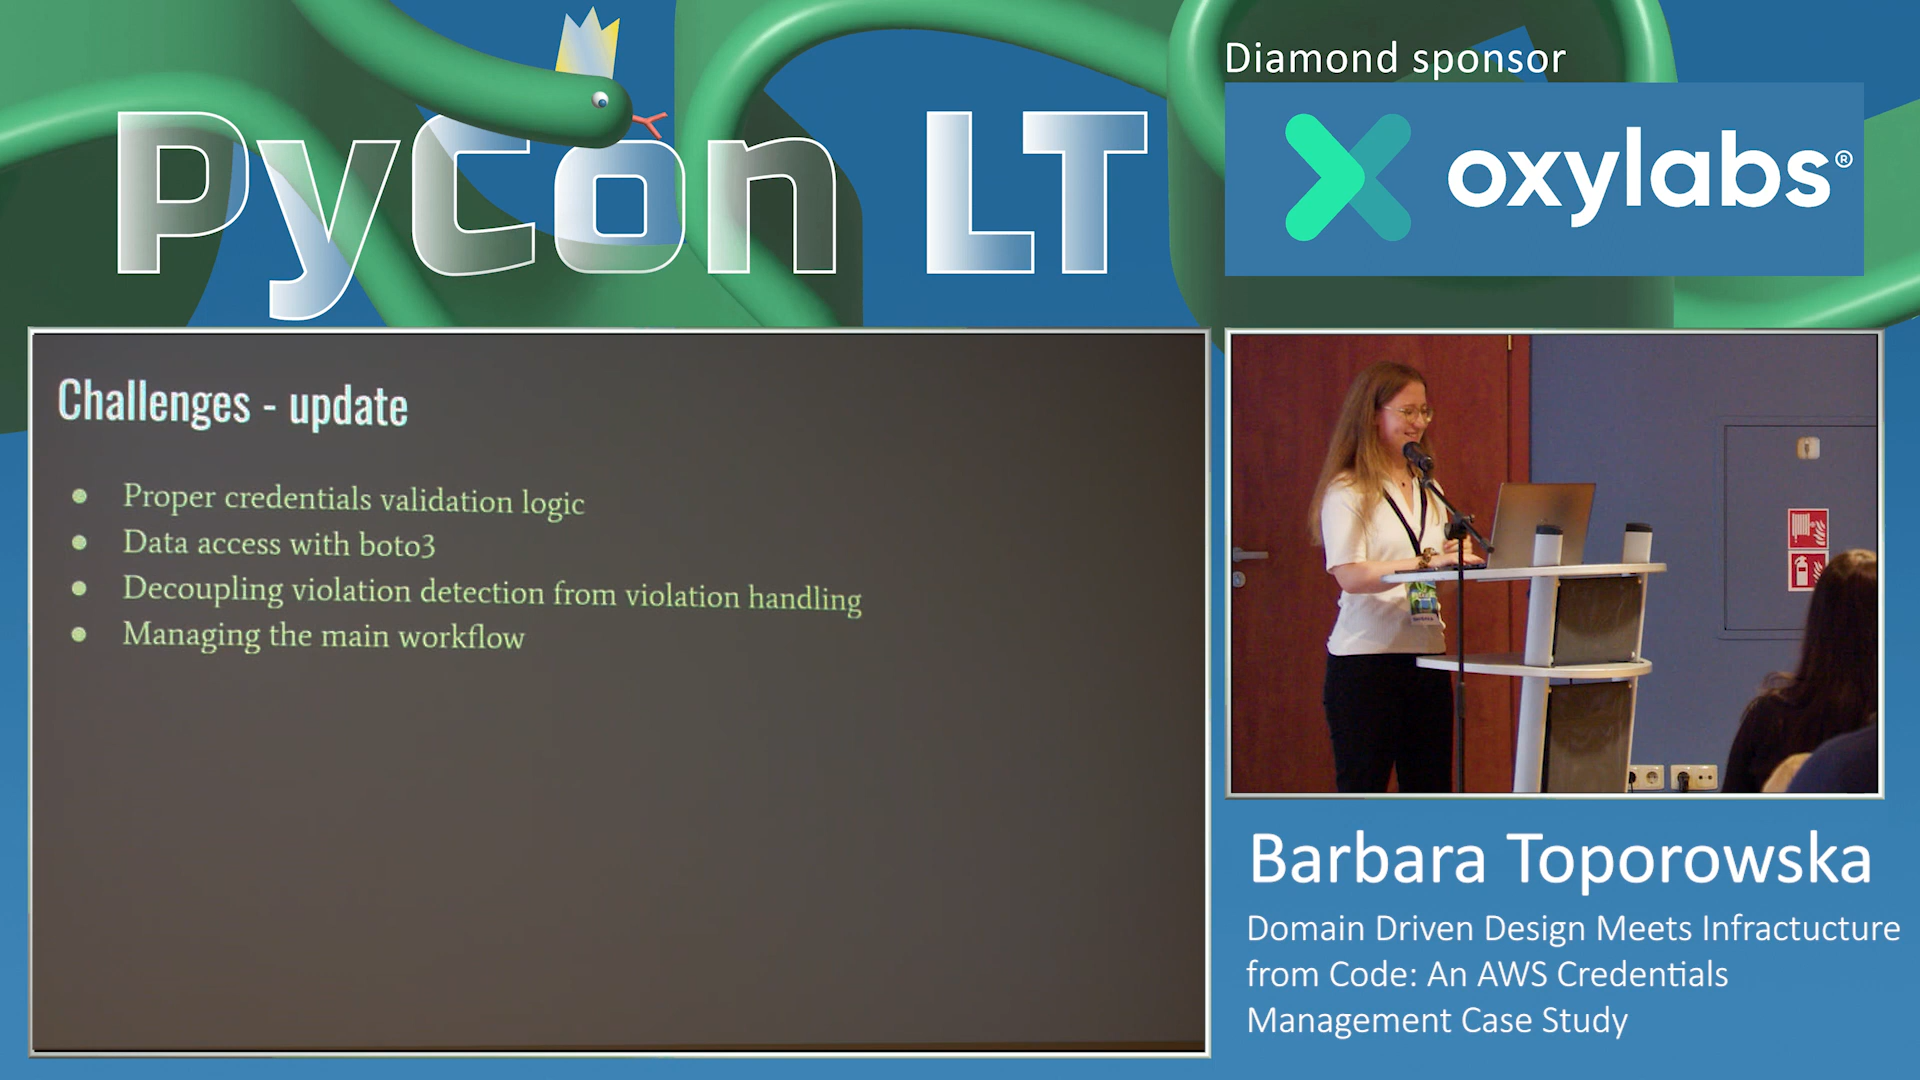 PyCon LT
Diamond sponsor
oxylabs®
Challenges - update
Proper credentials validation logic
Data access with boto3
Decoupling violation detection from violation handling
Managing the main workflow
Barbara Toporowska
Domain Driven Design Meets Infractucture
from Code: An AWS Credentials
Management Case Study